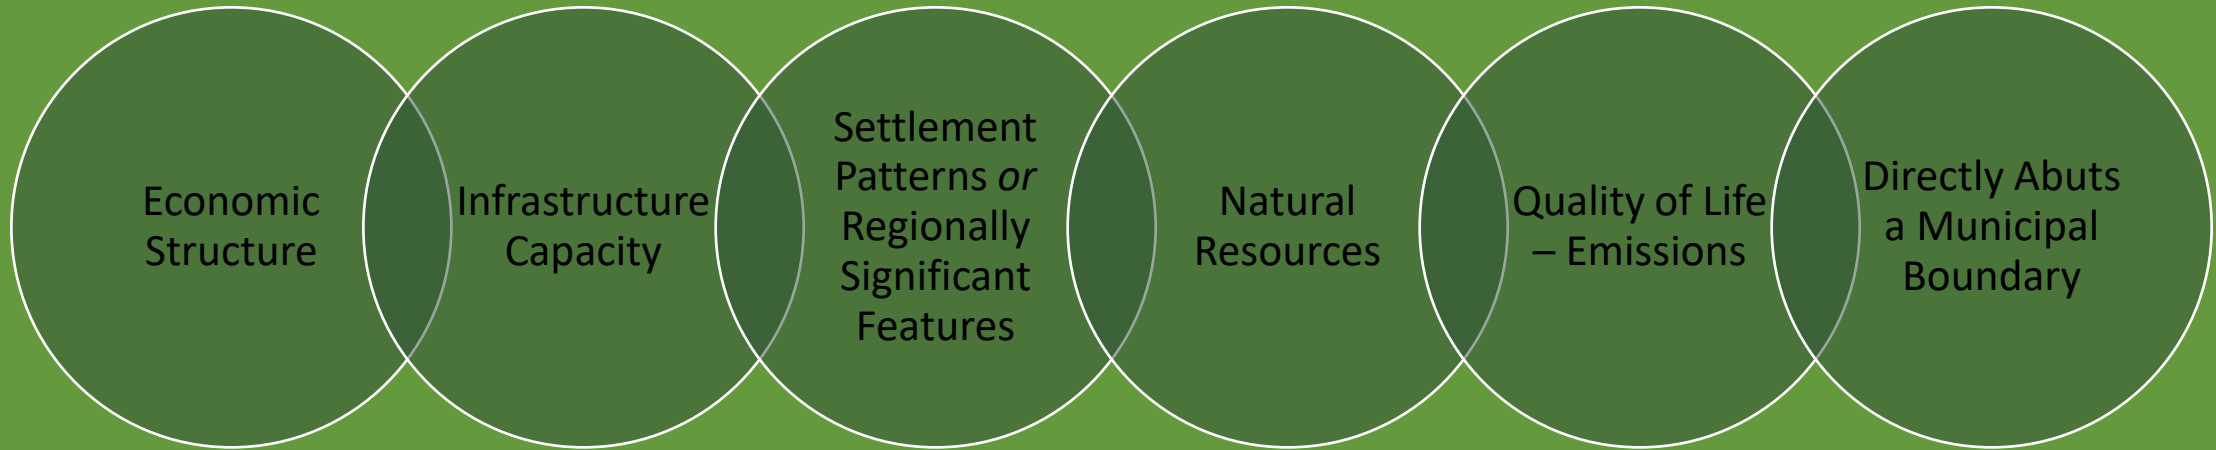 Economic
Structure
Infrastructure
Capacity
Settlement
Patterns or
Regionally
Significant
Features
Natural
Resources
Quality of Life
– Emissions
Directly Abuts
a Municipal
Boundary